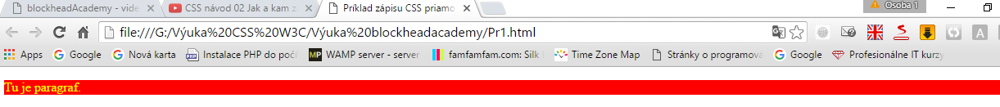 Osoba 1
blockheadAcademy - vide
CSS návod 02 Jak a kam z
Príklad zápisu CSS priamo
file:///G:/Výuka%20CSS%20W3C/Výuka%20blockheadacademy/Pr1.html
Apps Google Nová karta Instalace PHP do počí MP WAMP server - server famfamfam.com: Silk Time Zone Map Stránky o programova Google Profesionálne IT kurzy
Tu je paragraf.